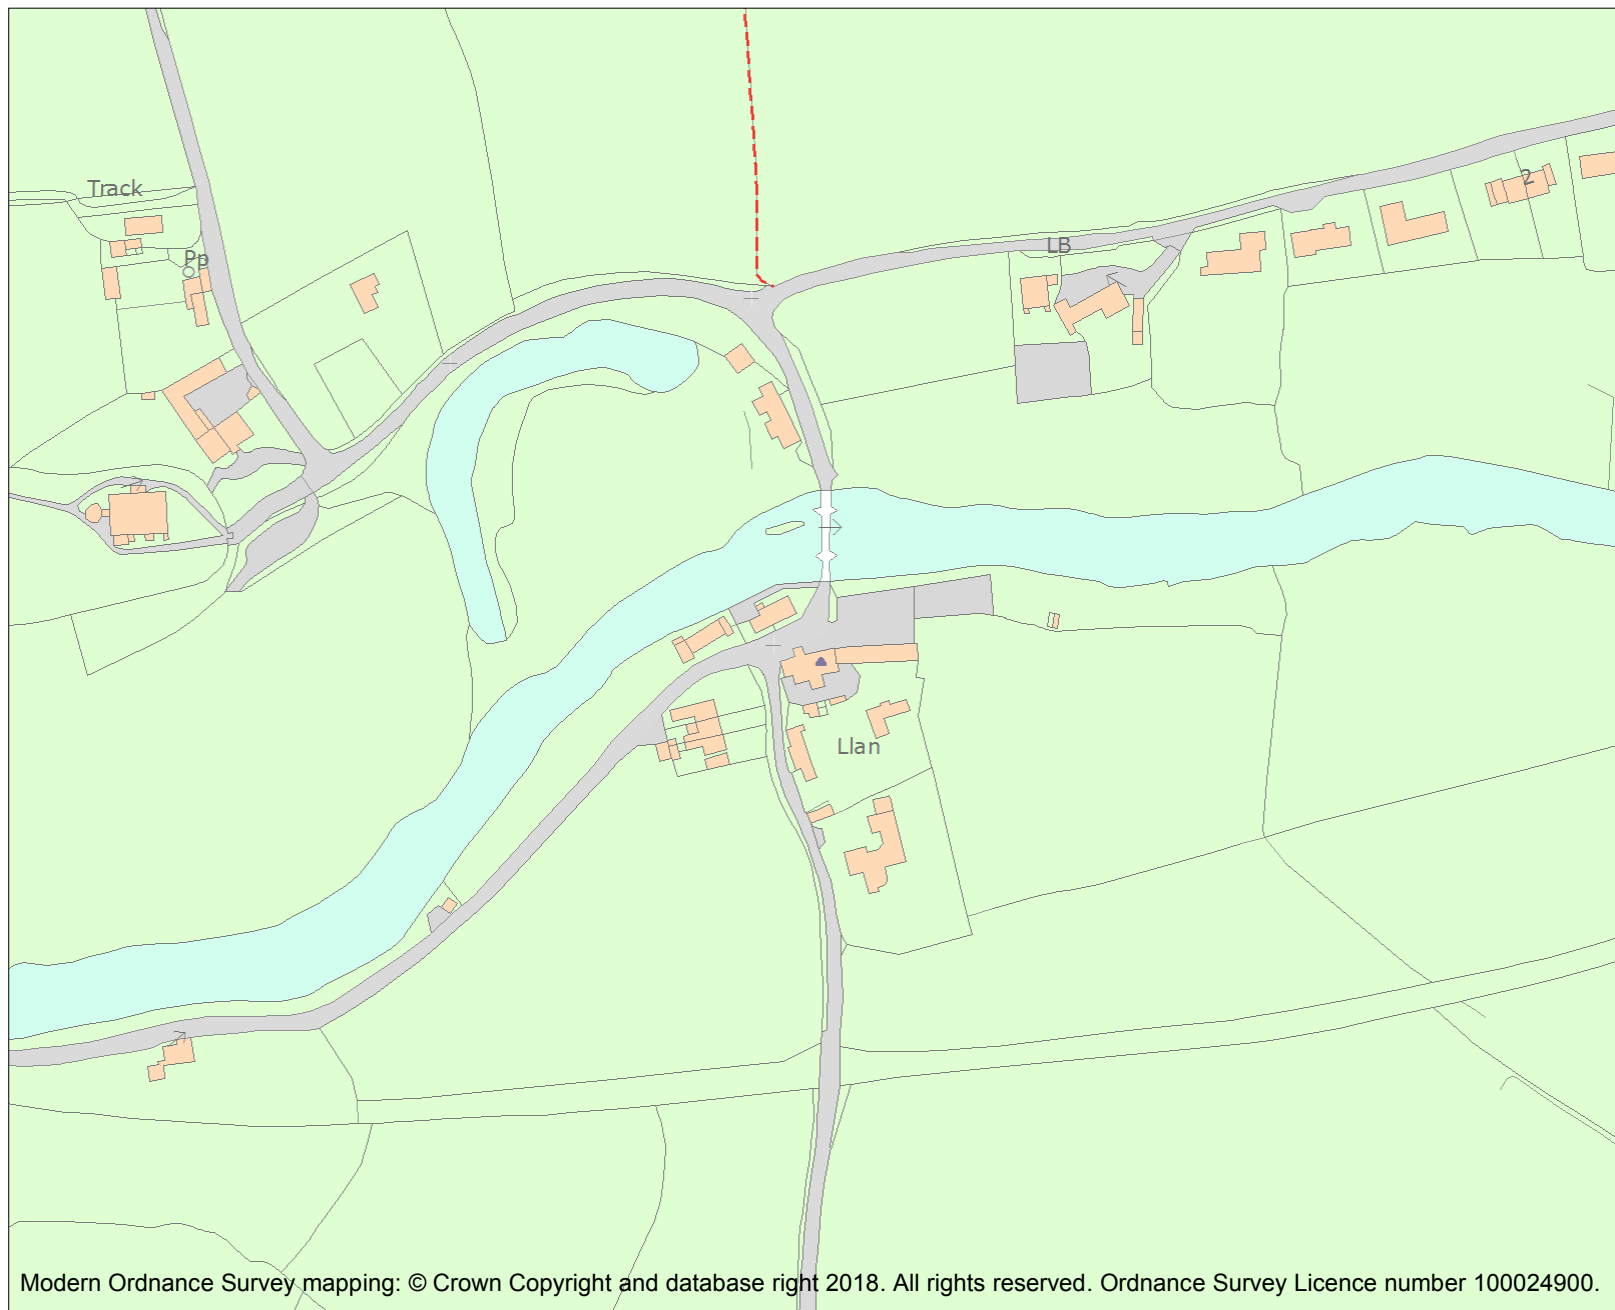 Track
2
LB
Pp
Llan
Modern Ordnance Survey mapping: © Crown Copyright and database right 2018. All rights reserved. Ordnance Survey Licence number 100024900.